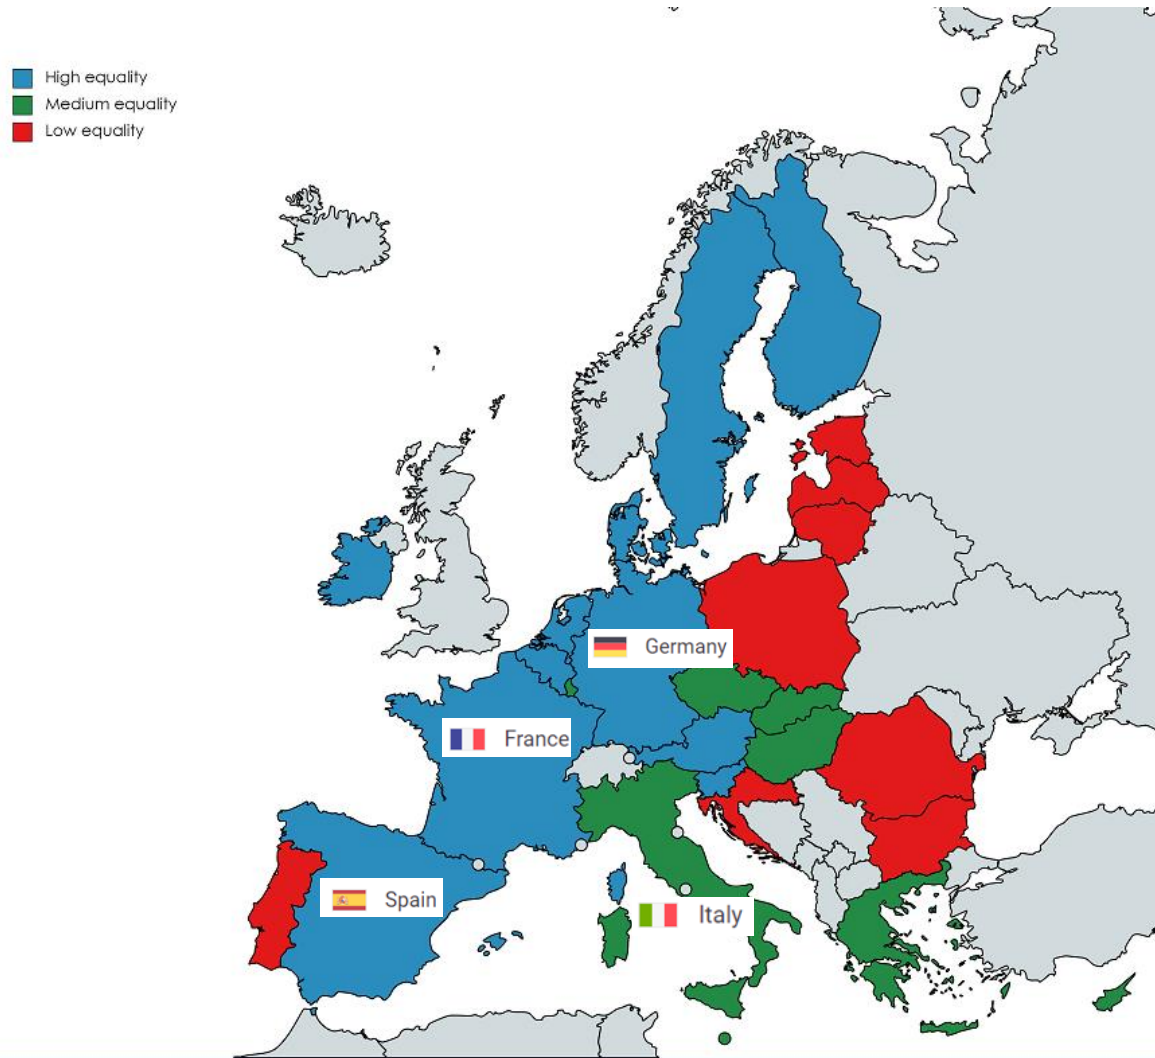 High equality
Medium equality
Low equality
Germany
France
Spain
Italy